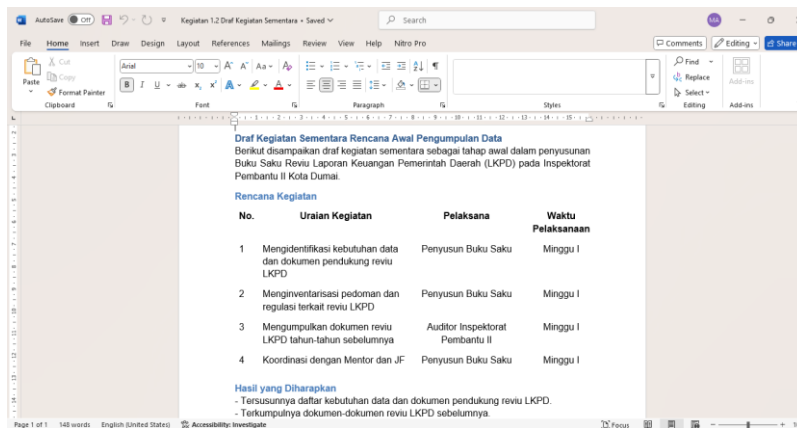 AutoSave Off Kegiatan 1.2 Draf Kegiatan Sementara • Saved Search MA
File Home Insert Draw Design Layout References Mailings Review View Help Nitro Pro Comments Editing Share
Paste Cut Copy Format Painter
Arial 10
Find Replace Select Add-ins
Clipboard Font Paragraph Styles Editing Add-ins
Draf Kegiatan Sementara Rencana Awal Pengumpulan Data
Berikut disampaikan draf kegiatan sementara sebagai tahap awal dalam penyusunan
Buku Saku Reviu Laporan Keuangan Pemerintah Daerah (LKPD) pada Inspektorat
Pembantu II Kota Dumai.
Rencana Kegiatan
No. Uraian Kegiatan Pelaksana Waktu
Pelaksanaan
1 Mengidentifikasi kebutuhan data Penyusun Buku Saku Minggu I
dan dokumen pendukung reviu
LKPD
2 Menginventarisasi pedoman dan Penyusun Buku Saku Minggu I
regulasi terkait reviu LKPD
3 Mengumpulkan dokumen reviu Auditor Inspektorat Minggu I
LKPD tahun-tahun sebelumnya Pembantu II
4 Koordinasi dengan Mentor dan JF Penyusun Buku Saku Minggu I
Hasil yang Diharapkan
- Tersusunnya daftar kebutuhan data dan dokumen pendukung reviu LKPD.
- Terkumpulnya dokumen-dokumen reviu LKPD sebelumnya.
Page 1 of 1 148 words English (United States) Accessibility: Investigate Focus